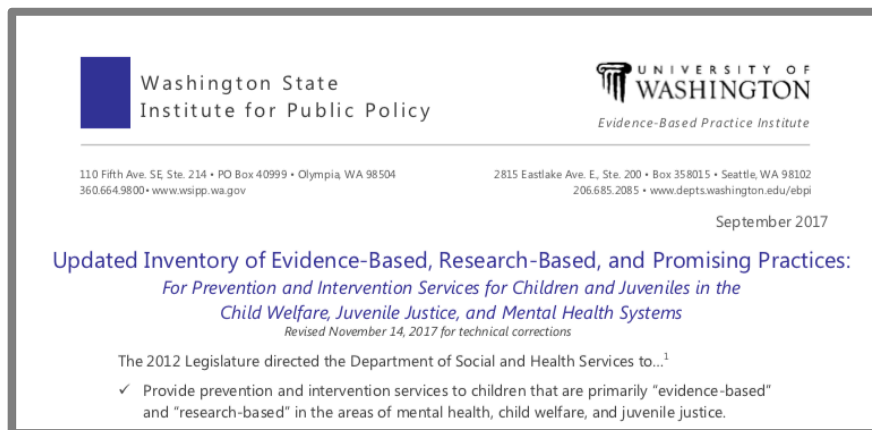 Washington State
Institute for Public Policy
UNIVERSITY OF
WASHINGTON
Evidence-Based Practice Institute
110 Fifth Ave. SE, Ste. 214 • PO Box 40999 • Olympia, WA 98504
360.664.9800• www.wsipp.wa.gov
2815 Eastlake Ave. E., Ste. 200 • Box 358015 • Seattle, WA 98102
206.685.2085 • www.depts.washington.edu/ebpi
September 2017
Updated Inventory of Evidence-Based, Research-Based, and Promising Practices:
For Prevention and Intervention Services for Children and Juveniles in the
Child Welfare, Juvenile Justice, and Mental Health Systems
Revised November 14, 2017 for technical corrections
The 2012 Legislature directed the Department of Social and Health Services to…¹
✓ Provide prevention and intervention services to children that are primarily “evidence-based”
and “research-based” in the areas of mental health, child welfare, and juvenile justice.